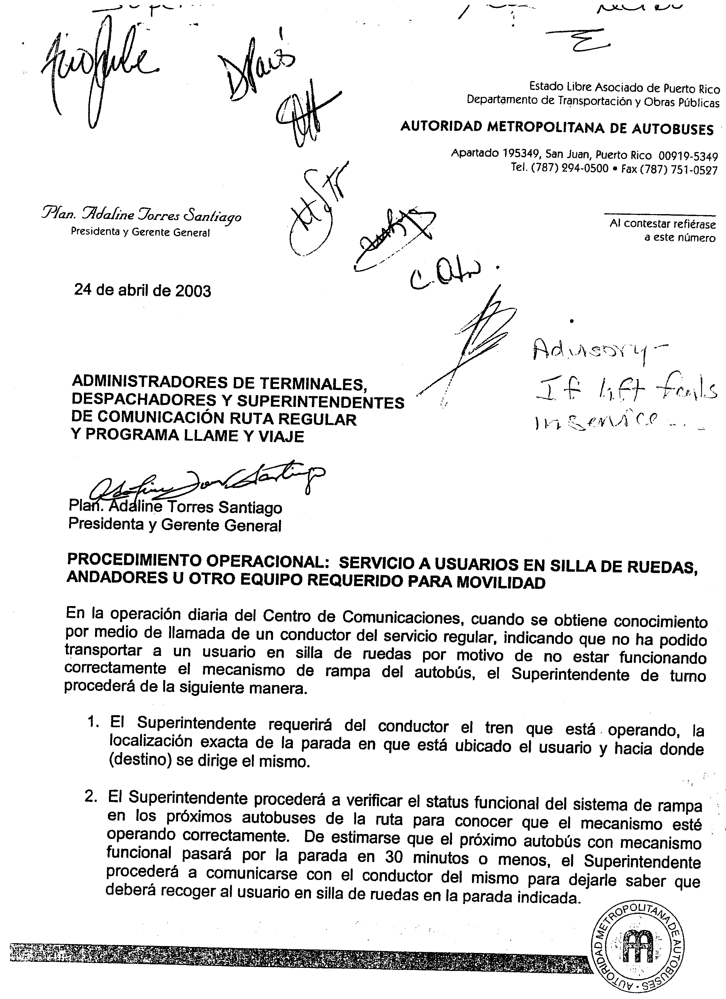 Estado Libre Asociado de Puerto Rico
Departamento de Transportación y Obras Públicas
AUTORIDAD METROPOLITANA DE AUTOBUSES
Apartado 195349, San Juan, Puerto Rico 00919-5349
Tel. (787) 294-0500 • Fax (787) 751-0527
Plan. Adaline Torres Santiago
Presidenta y Gerente General
Al contestar refiérase
a este número
24 de abril de 2003
Advisory-
If lift fails
in service...
ADMINISTRADORES DE TERMINALES,
DESPACHADORES Y SUPERINTENDENTES
DE COMUNICACIÓN RUTA REGULAR
Y PROGRAMA LLAME Y VIAJE
Adaline Torres Santiago
Plan. Adaline Torres Santiago
Presidenta y Gerente General
PROCEDIMIENTO OPERACIONAL: SERVICIO A USUARIOS EN SILLA DE RUEDAS,
ANDADORES U OTRO EQUIPO REQUERIDO PARA MOVILIDAD
En la operación diaria del Centro de Comunicaciones, cuando se obtiene conocimiento
por medio de llamada de un conductor del servicio regular, indicando que no ha podido
transportar a un usuario en silla de ruedas por motivo de no estar funcionando
correctamente el mecanismo de rampa del autobús, el Superintendente de turno
procederá de la siguiente manera.
1. El Superintendente requerirá del conductor el tren que está operando, la
localización exacta de la parada en que está ubicado el usuario y hacia donde
(destino) se dirige el mismo.
2. El Superintendente procederá a verificar el status funcional del sistema de rampa
en los próximos autobuses de la ruta para conocer que el mecanismo esté
operando correctamente. De estimarse que el próximo autobús con mecanismo
funcional pasará por la parada en 30 minutos o menos, el Superintendente
procederá a comunicarse con el conductor del mismo para dejarle saber que
deberá recoger al usuario en silla de ruedas en la parada indicada.
AUTORIDAD METROPOLITANA DE AUTOBUSES